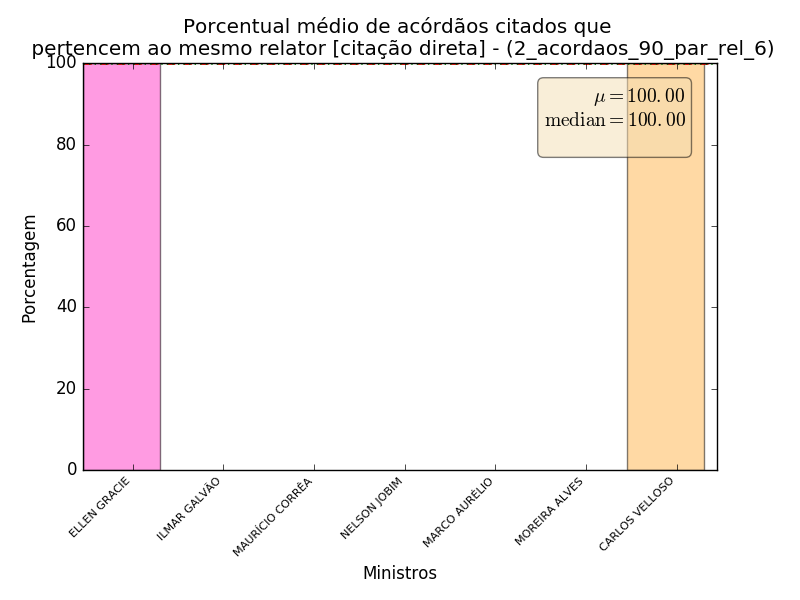 Porcentual médio de acórdãos citados que
pertencem ao mesmo relator [citação direta] - (2_acordaos_90_par_rel_6)
100
80
60
40
20
0
Porcentagem
μ = 100.00
median = 100.00
ELLEN GRACIE
ILMAR GALVÃO
MAURÍCIO CORRÊA
NELSON JOBIM
MARCO AURÉLIO
MOREIRA ALVES
CARLOS VELLOSO
Ministros